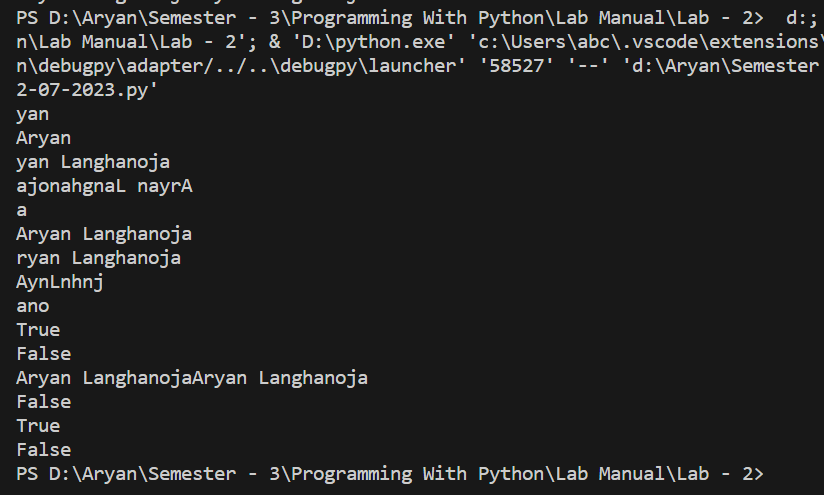 PS D:\Aryan\Semester - 3\Programming With Python\Lab Manual\Lab - 2>  d:;
n\Lab Manual\Lab - 2'; & 'D:\python.exe' 'c:\Users\abc\.vscode\extensions\
n\debugpy\adapter/../..\debugpy\launcher' '58527' '--' 'd:\Aryan\Semester
2-07-2023.py'
yan
Aryan
yan Langhanoja
ajonahgnaL nayrA
a
Aryan Langhanoja
ryan Langhanoja
AynLnhnj
ano
True
False
Aryan LanghanojaAryan Langhanoja
False
True
False
PS D:\Aryan\Semester - 3\Programming With Python\Lab Manual\Lab - 2>